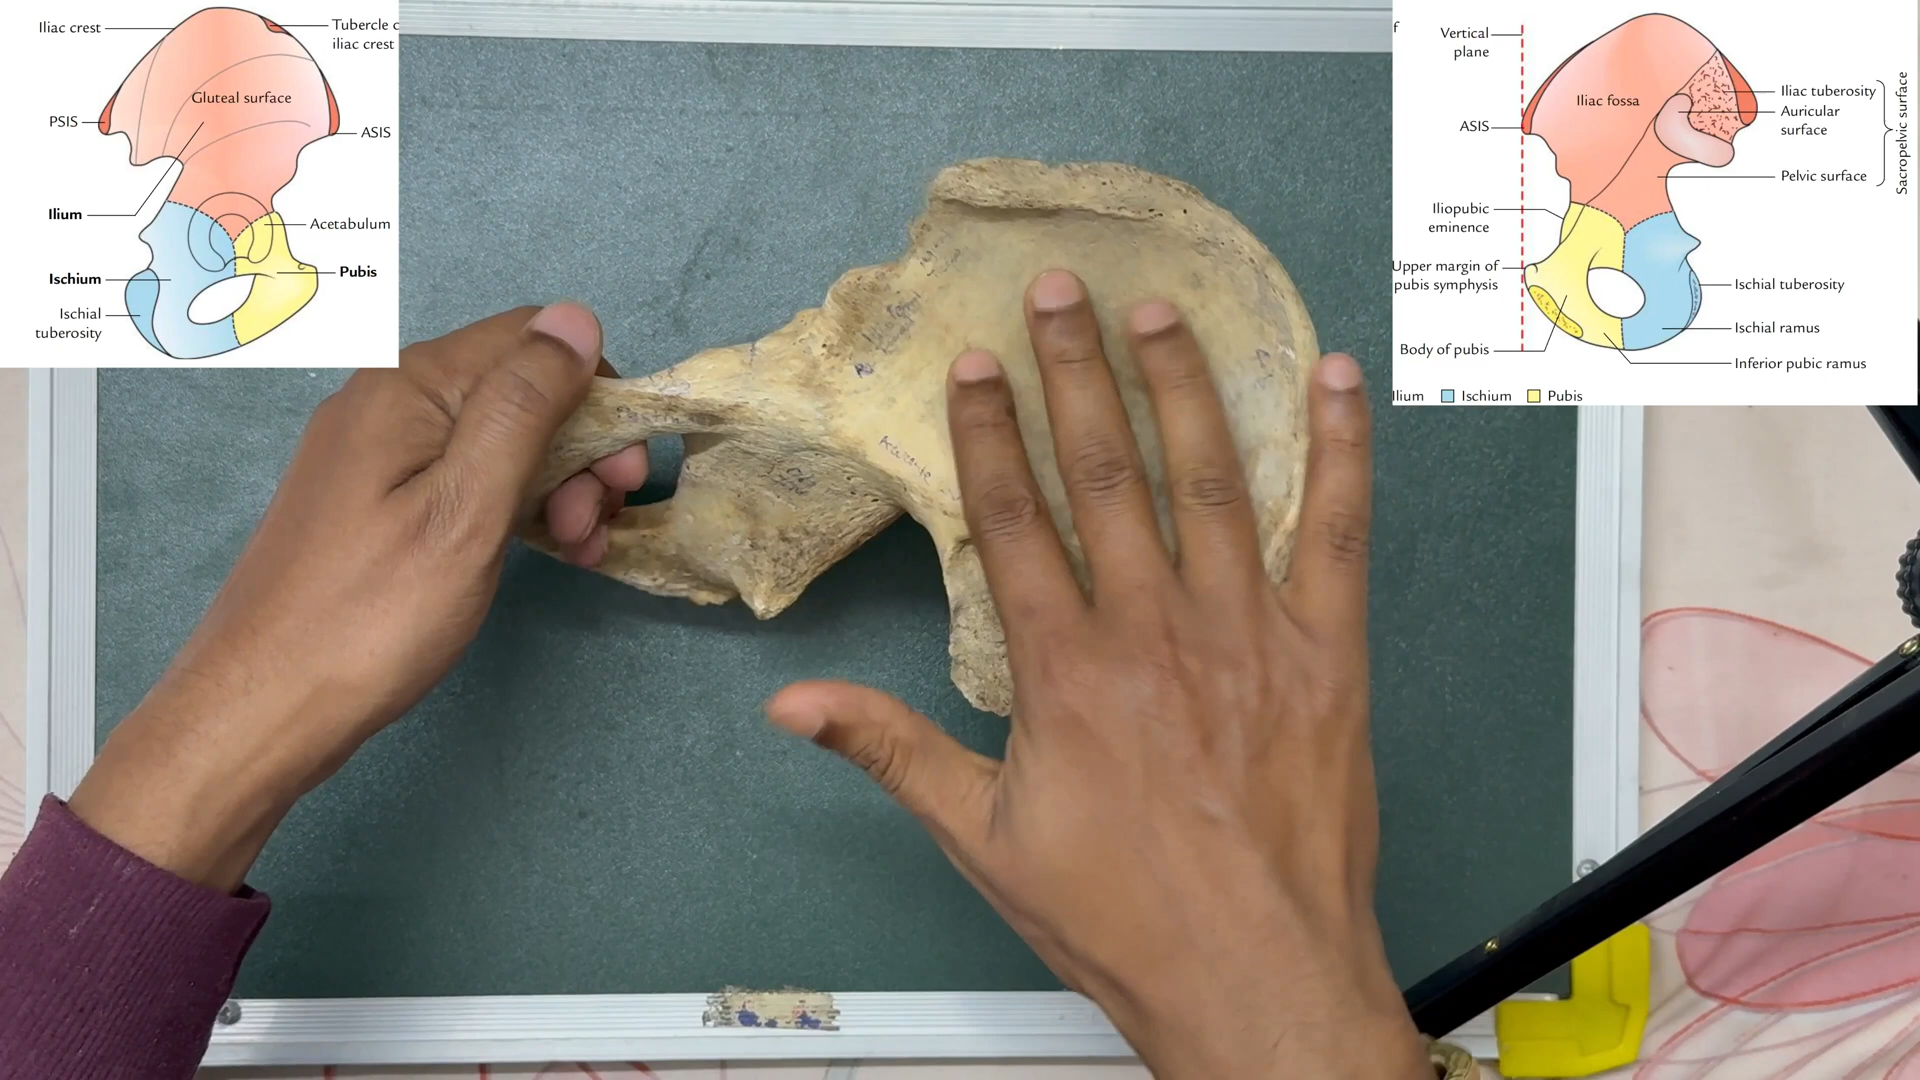 Iliac crest
Tubercle o
iliac crest
Gluteal surface
PSIS
ASIS
Ilium
Acetabulum
Ischium
Pubis
Ischial
tuberosity
f
Vertical
plane
Iliac fossa
Iliac tuberosity
Auricular
surface
Sacropelvic surface
ASIS
Pelvic surface
Iliopubic
eminence
Upper margin of
pubis symphysis
Ischial tuberosity
Ischial ramus
Body of pubis
Inferior pubic ramus
Ilium
Ischium
Pubis